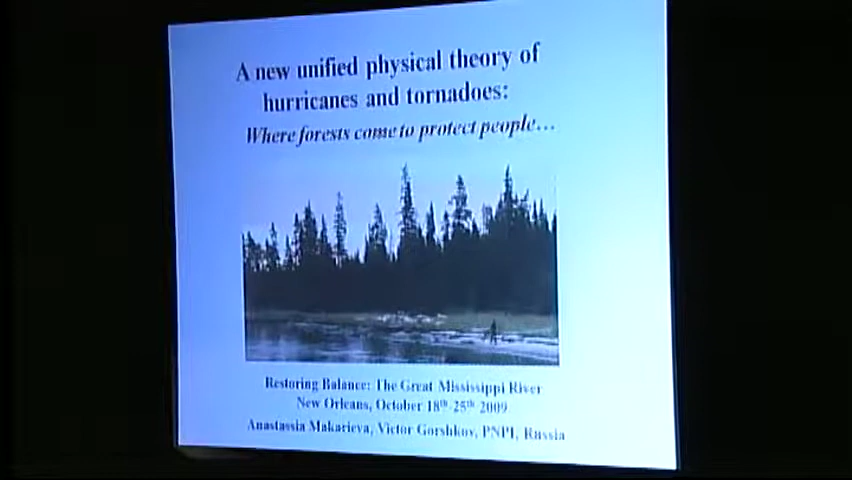 A new unified physical theory of
hurricanes and tornadoes:
Where forests come to protect people…
Restoring Balance: The Great Mississippi River
New Orleans, October 18th-25th 2009
Anastassia Makarieva, Victor Gorshkov, PNPI, Russia